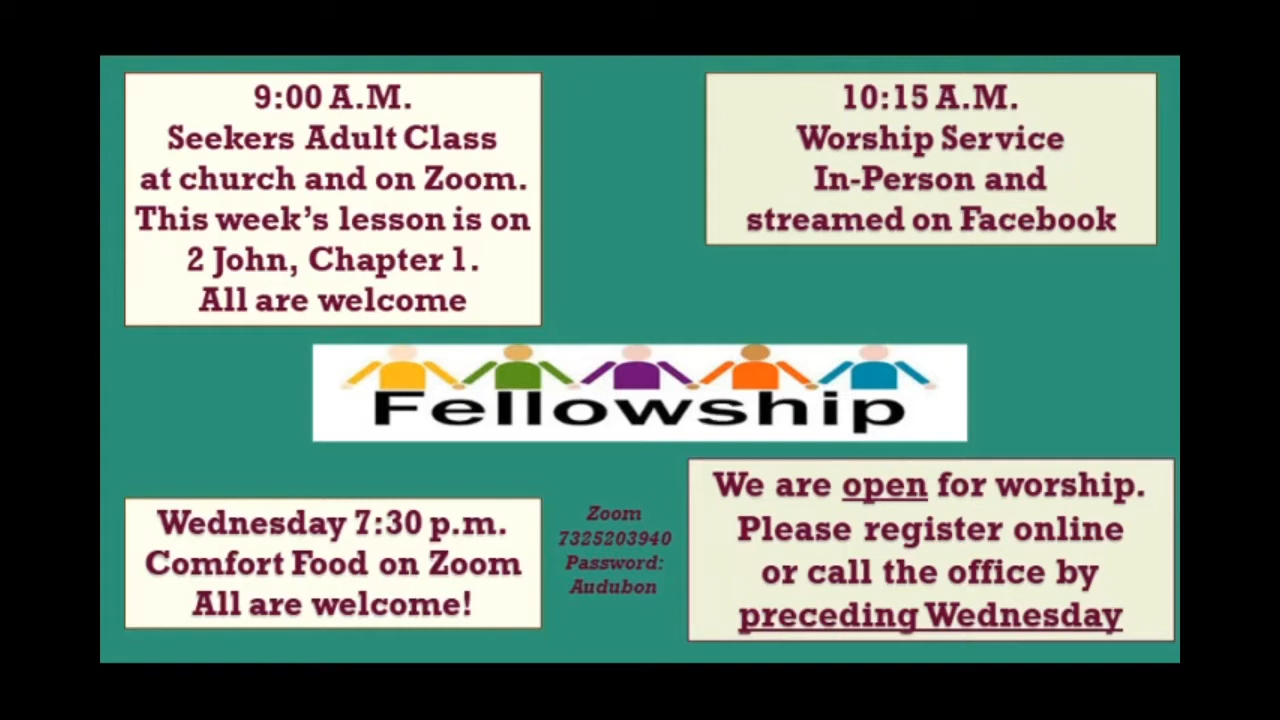 9:00 A.M.
Seekers Adult Class
at church and on Zoom.
This week's lesson is on
2 John, Chapter 1.
All are welcome
10:15 A.M.
Worship Service
In-Person and
streamed on Facebook
Fellowship
Wednesday 7:30 p.m.
Comfort Food on Zoom
All are welcome!
Zoom
7325203940
Password:
Audubon
We are open for worship.
Please register online
or call the office by
preceding Wednesday